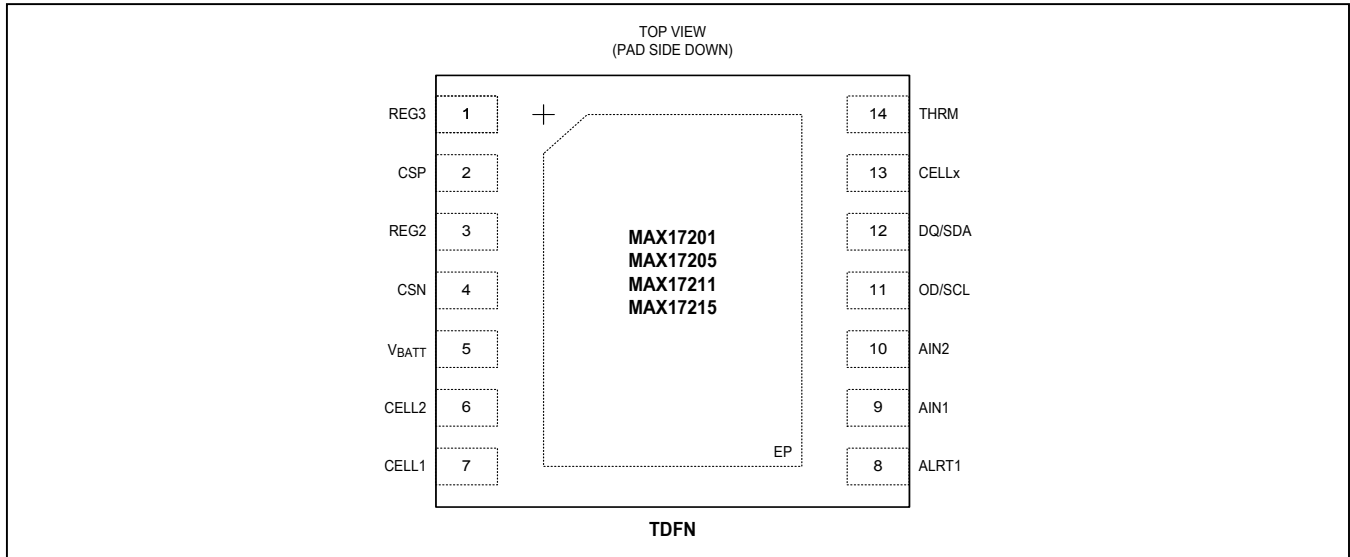 TOP VIEW
(PAD SIDE DOWN)
REG3 1
CSP 2
REG2 3
CSN 4
VBATT 5
CELL2 6
CELL1 7
MAX17201
MAX17205
MAX17211
MAX17215
EP
14 THRM
13 CELLx
12 DQ/SDA
11 OD/SCL
10 AIN2
9 AIN1
8 ALRT1
TDFN